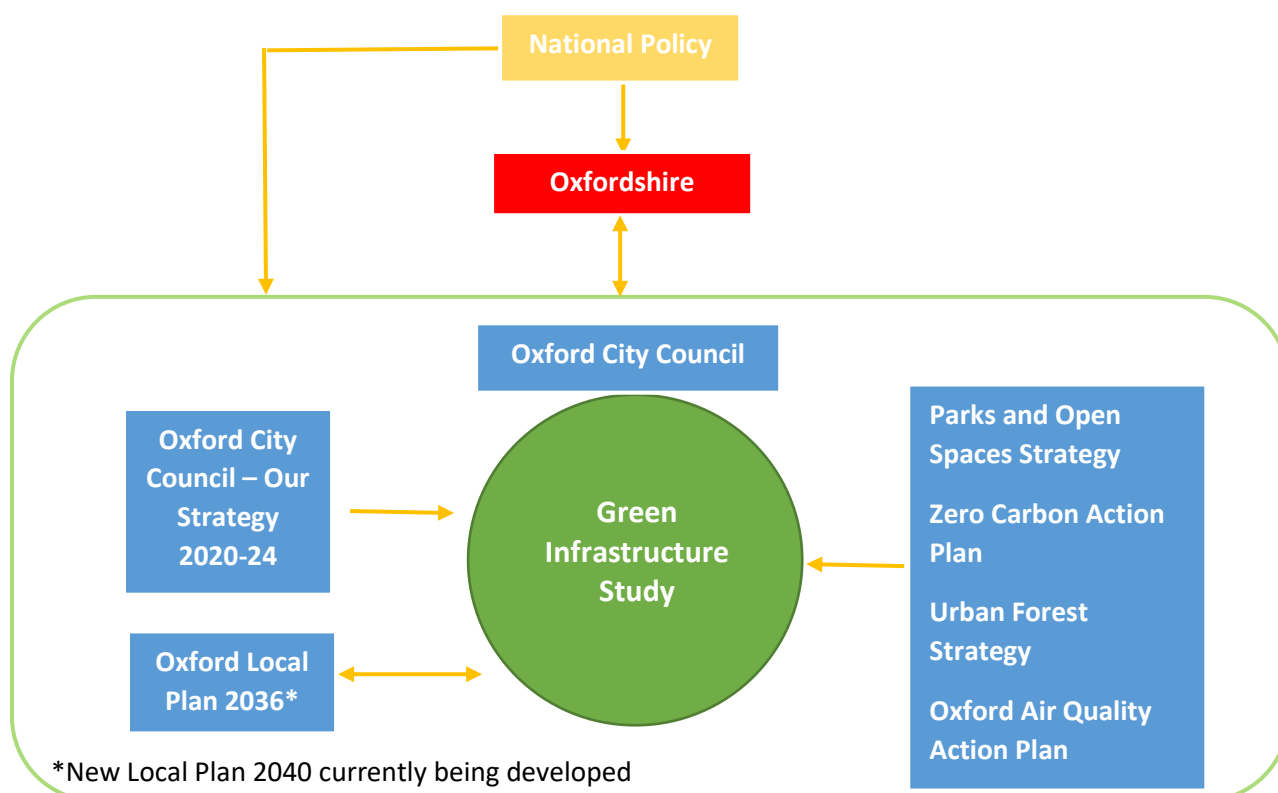 National Policy
Oxfordshire
Oxford City Council
Oxford City
Council – Our
Strategy
2020-24
Green
Infrastructure
Study
Parks and Open
Spaces Strategy
Zero Carbon Action
Plan
Urban Forest
Strategy
Oxford Air Quality
Action Plan
Oxford Local
Plan 2036*
*New Local Plan 2040 currently being developed